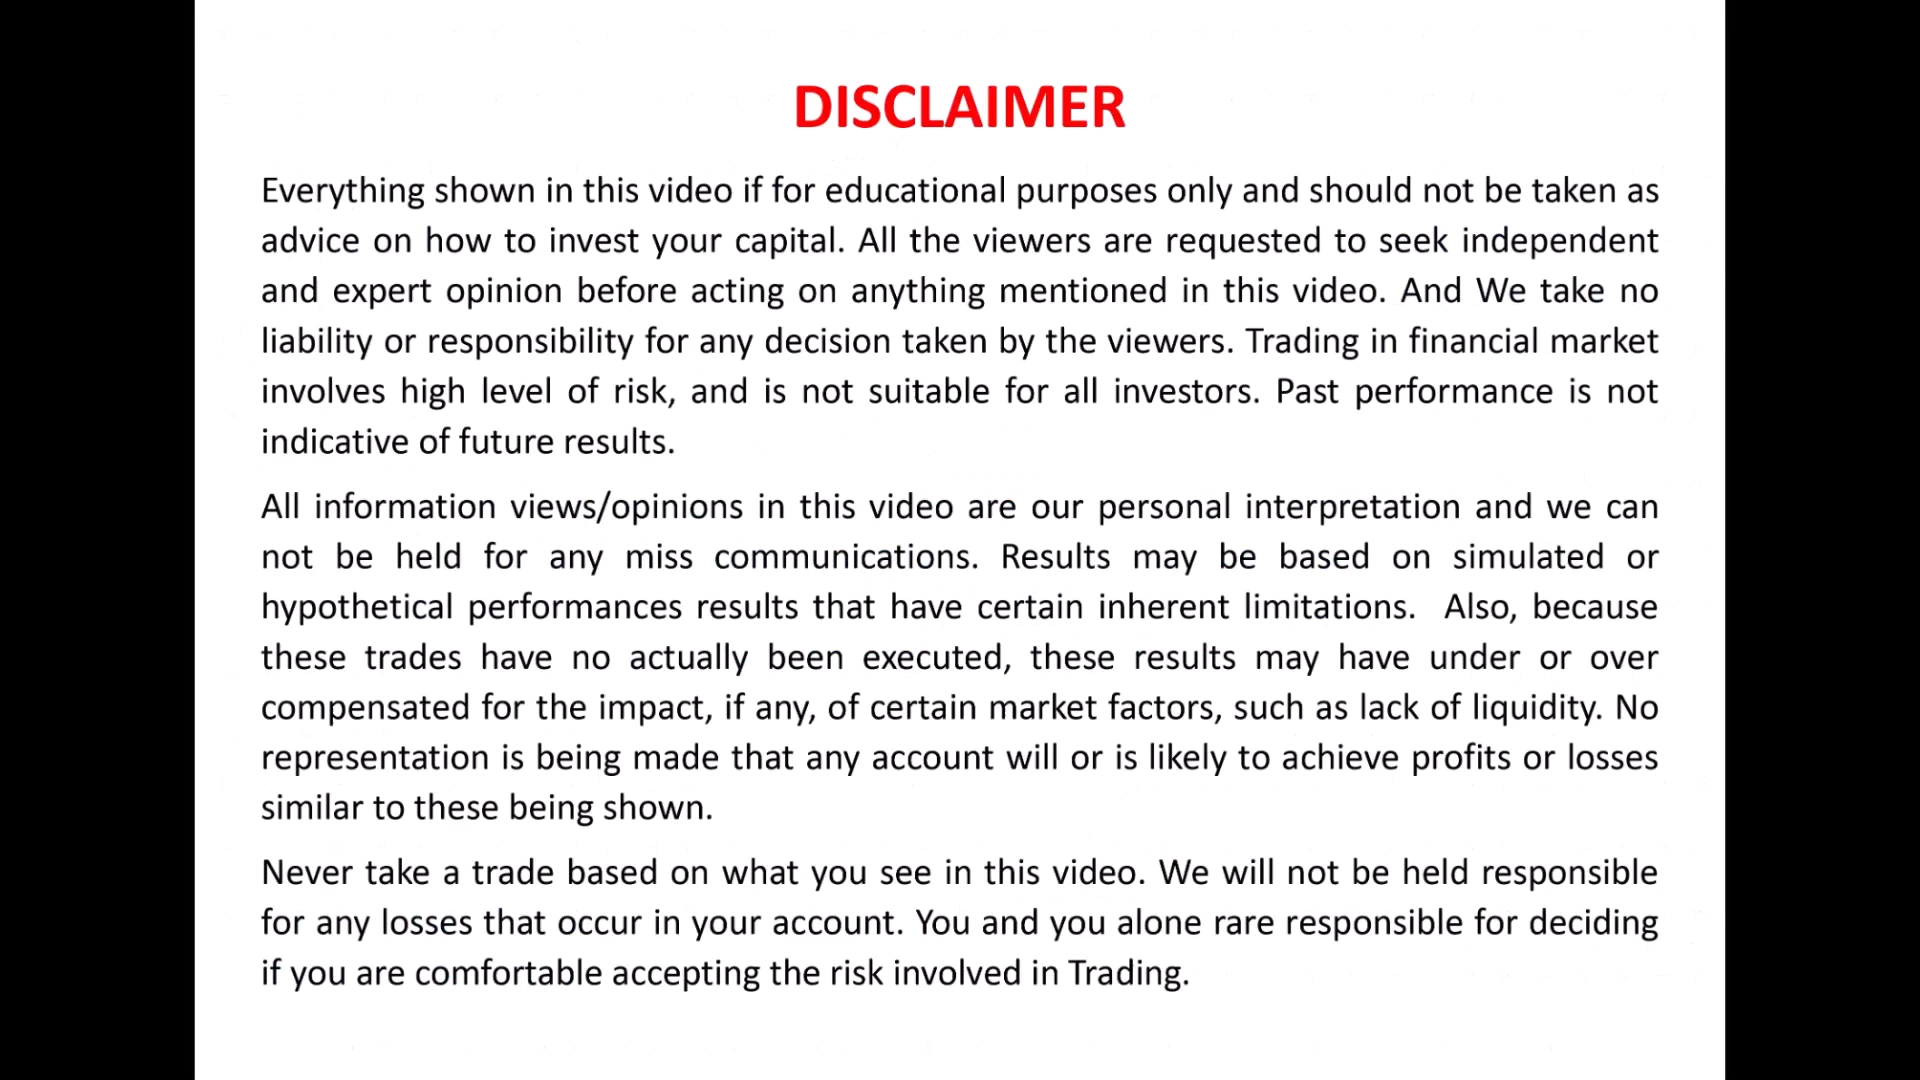 DISCLAIMER
Everything shown in this video if for educational purposes only and should not be taken as
advice on how to invest your capital. All the viewers are requested to seek independent
and expert opinion before acting on anything mentioned in this video. And We take no
liability or responsibility for any decision taken by the viewers. Trading in financial market
involves high level of risk, and is not suitable for all investors. Past performance is not
indicative of future results.
All information views/opinions in this video are our personal interpretation and we can
not be held for any miss communications. Results may be based on simulated or
hypothetical performances results that have certain inherent limitations. Also, because
these trades have no actually been executed, these results may have under or over
compensated for the impact, if any, of certain market factors, such as lack of liquidity. No
representation is being made that any account will or is likely to achieve profits or losses
similar to these being shown.
Never take a trade based on what you see in this video. We will not be held responsible
for any losses that occur in your account. You and you alone rare responsible for deciding
if you are comfortable accepting the risk involved in Trading.